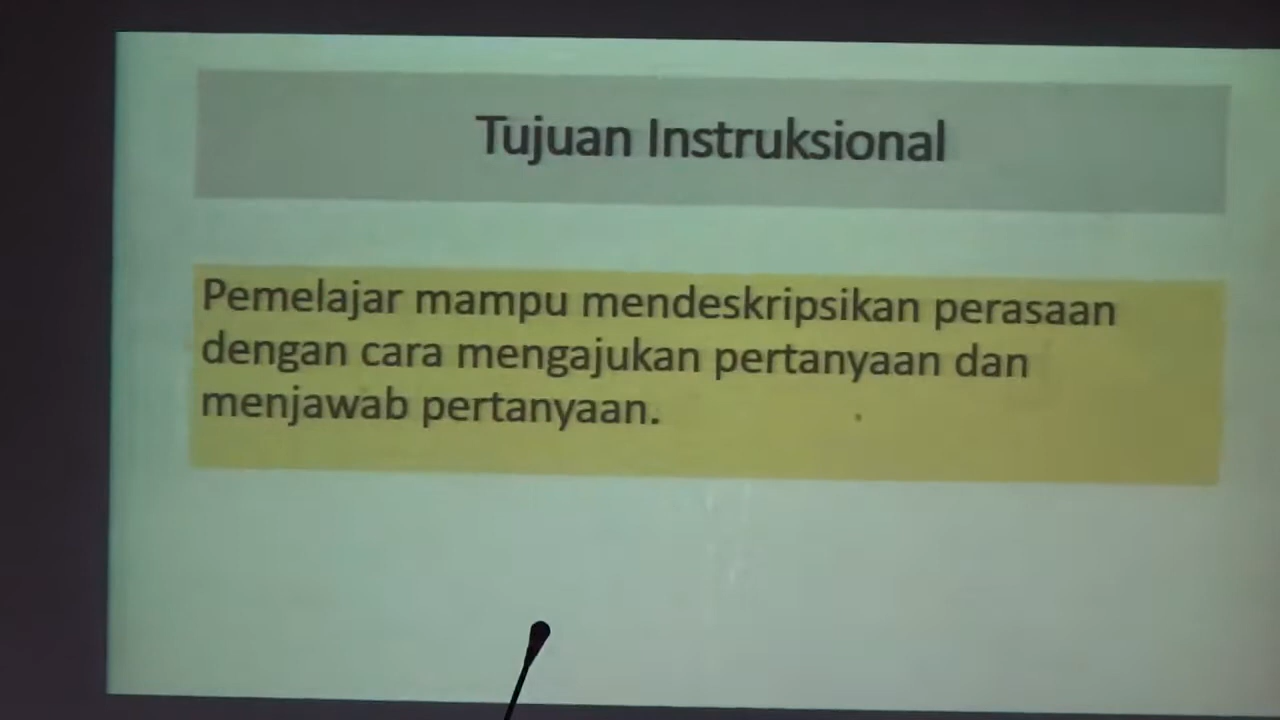 Tujuan Instruksional
Pemelajar mampu mendeskripsikan perasaan
dengan cara mengajukan pertanyaan dan
menjawab pertanyaan.